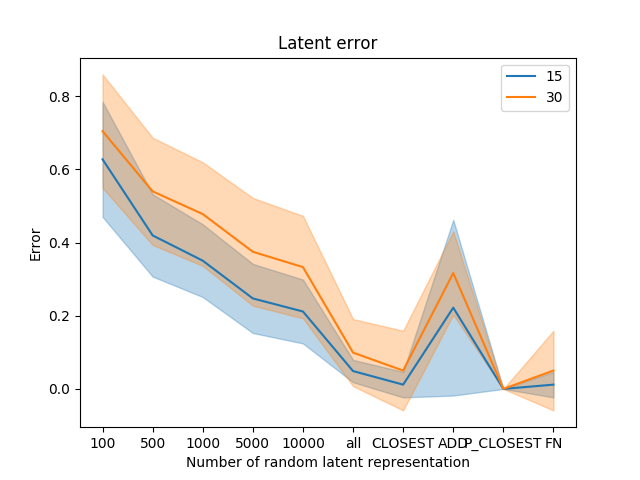 Latent error
15
30
Error
0.8
0.6
0.4
0.2
0.0
100 500 1000 5000 10000 all CLOSEST ADD P_CLOSEST FN
Number of random latent representation